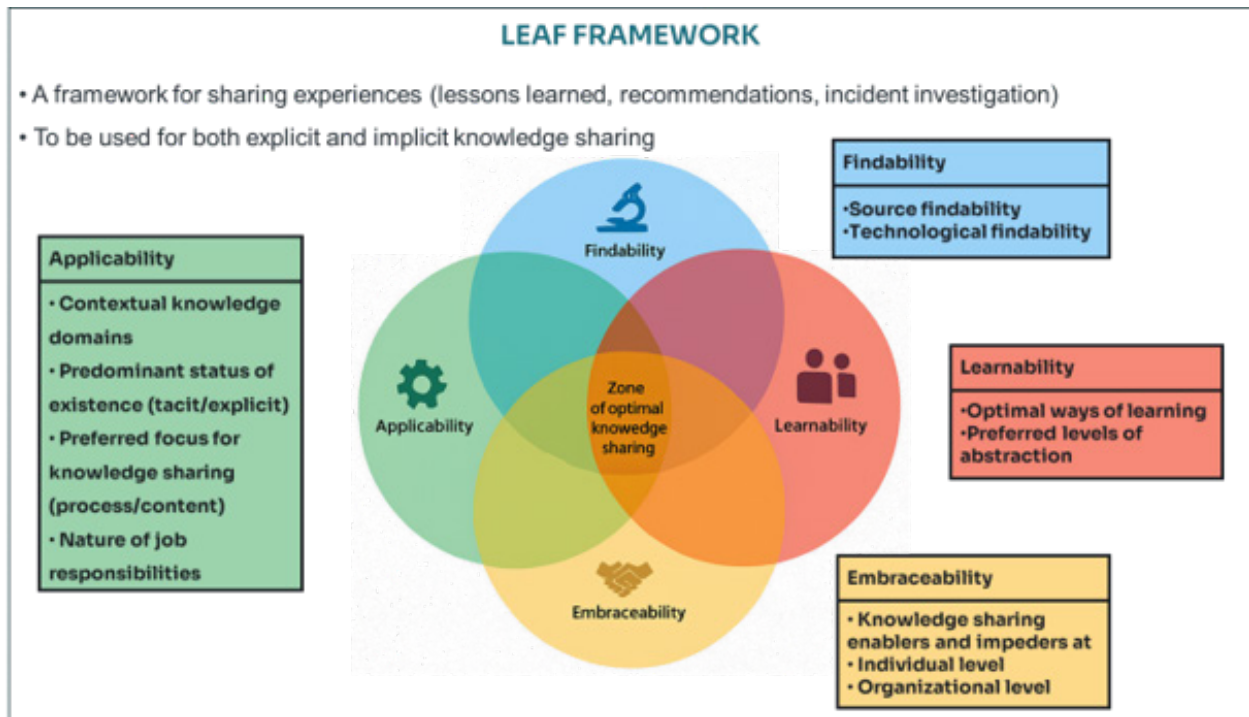 LEAF FRAMEWORK
• A framework for sharing experiences (lessons learned, recommendations, incident investigation)
• To be used for both explicit and implicit knowledge sharing
Findability
•Source findability
•Technological findability
Applicability
• Contextual knowledge
domains
• Predominant status of
existence (tacit/explicit)
• Preferred focus for
knowledge sharing
(process/content)
• Nature of job
responsibilities
Findability
Applicability
Zone
of optimal
knowedge
sharing
Learnability
Embraceability
Learnability
•Optimal ways of learning
•Preferred levels of
abstraction
Embraceability
• Knowledge sharing
enablers and impeders at
• Individual level
• Organizational level